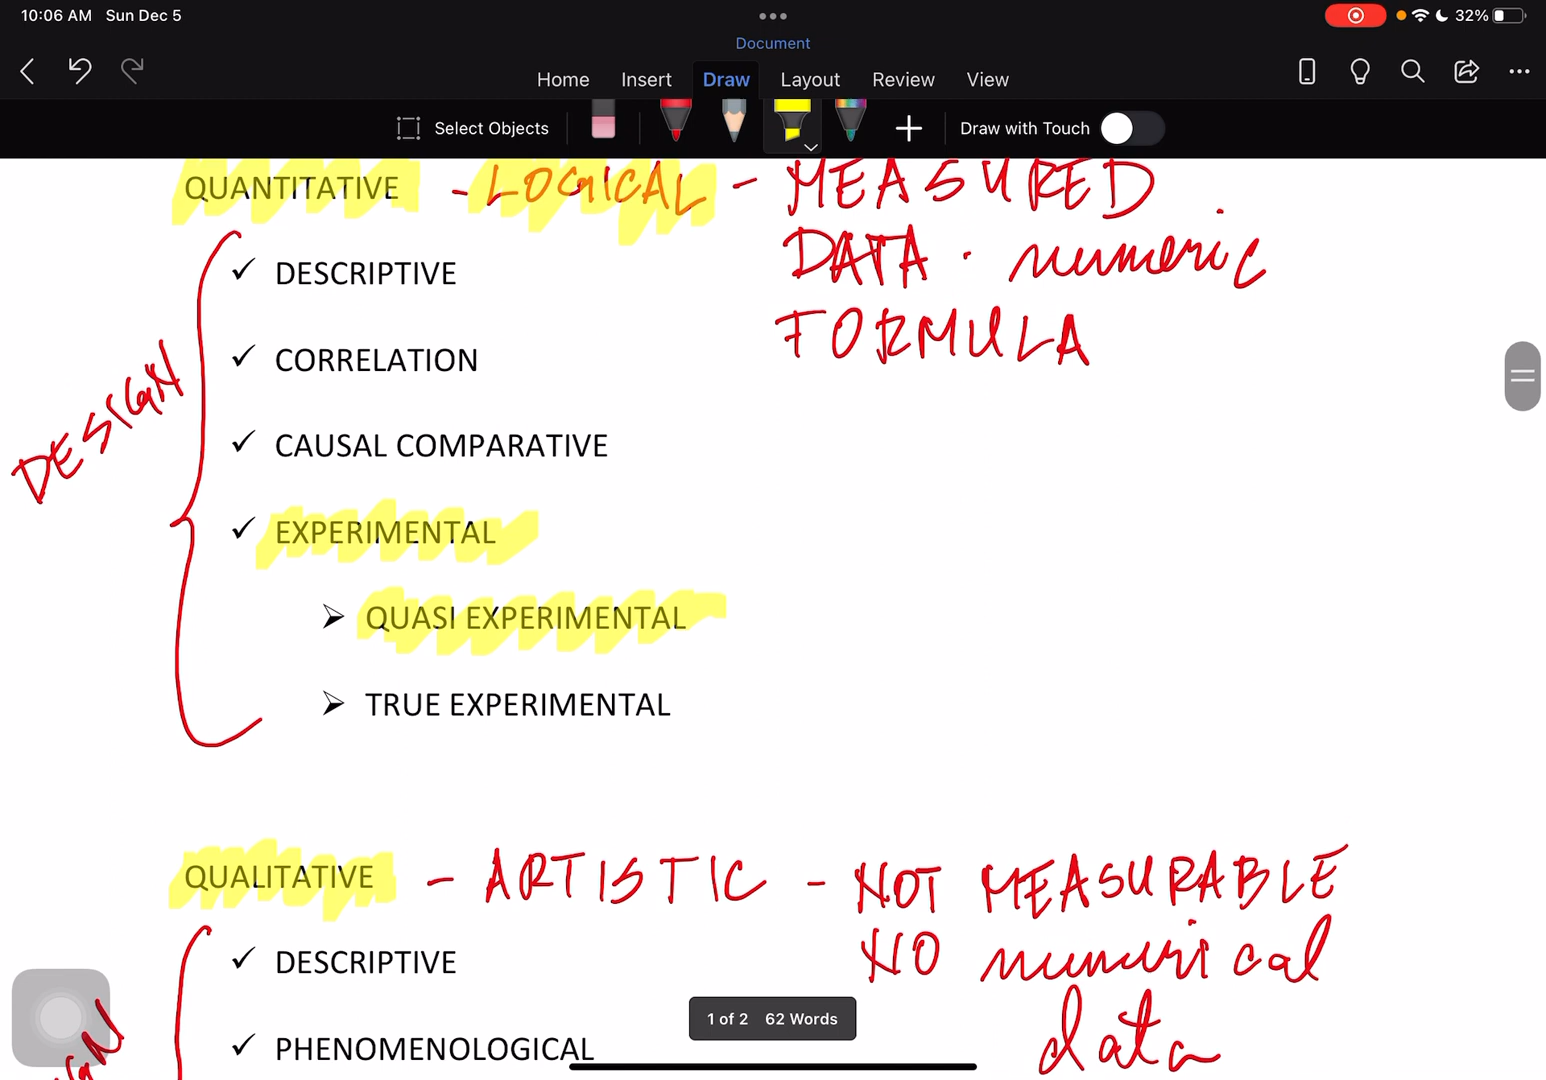 10:06 AM Sun Dec 5
32%
Document
Home Insert Draw Layout Review View
Select Objects
Draw with Touch
QUANTITATIVE - LOGICAL - MEASURED
DATA. numeric
FORMULA
DESIGN
✓ DESCRIPTIVE
✓ CORRELATION
✓ CAUSAL COMPARATIVE
✓ EXPERIMENTAL
➢ QUASI EXPERIMENTAL
➢ TRUE EXPERIMENTAL
QUALITATIVE - ARTISTIC - NOT MEASURABLE
NO numerical
data
✓ DESCRIPTIVE
✓ PHENOMENOLOGICAL
1 of 2 62 Words